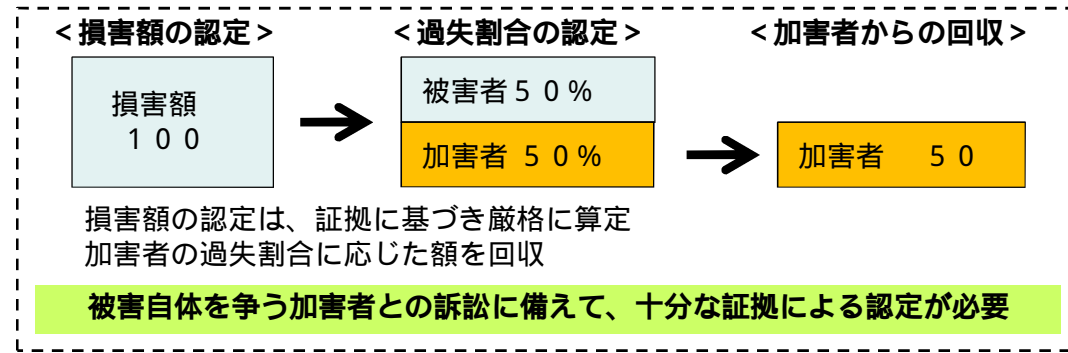 ＜損害額の認定＞
＜過失割合の認定＞
＜加害者からの回収＞
損害額
１００
被害者５０％
加害者 ５０％
加害者　５０
損害額の認定は、証拠に基づき厳格に算定
加害者の過失割合に応じた額を回収
被害自体を争う加害者との訴訟に備えて、十分な証拠による認定が必要